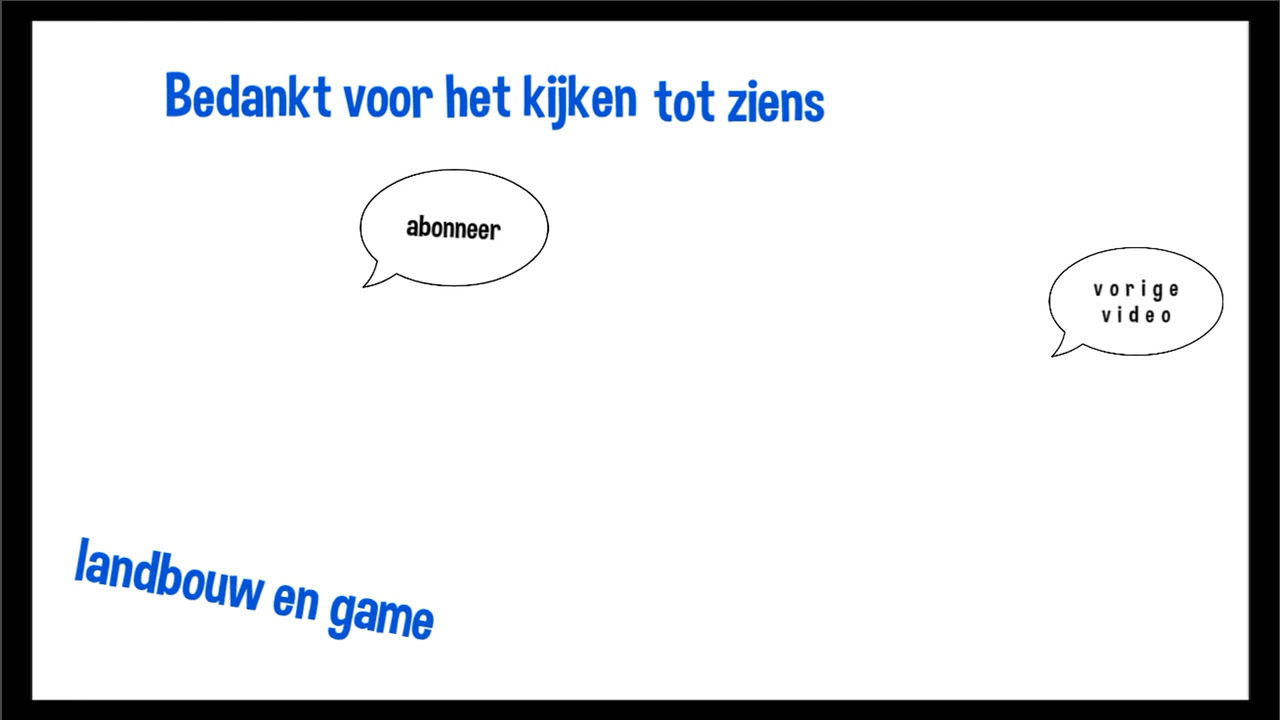 Bedankt voor het kijken tot ziens
abonneer
vorige
video
landbouw en game